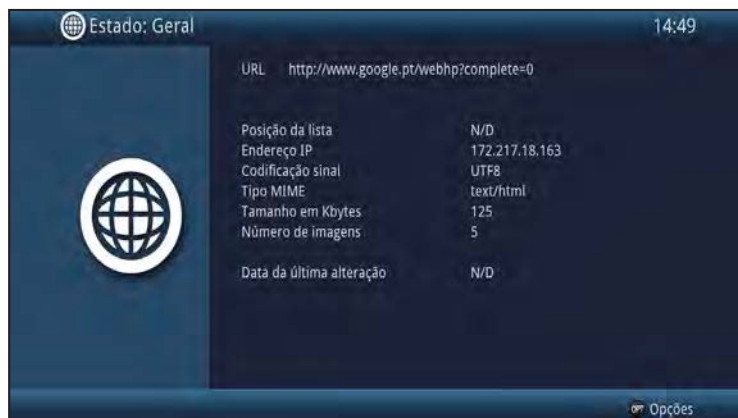 Estado: Geral 14:49
URL http://www.google.pt/webhp?complete=0
Posição da lista N/D
Endereço IP 172.217.18.163
Codificação sinal UTF8
Tipo MIME text/html
Tamanho em Kbytes 125
Número de imagens 5
Data da última alteração N/D
OPT Opções